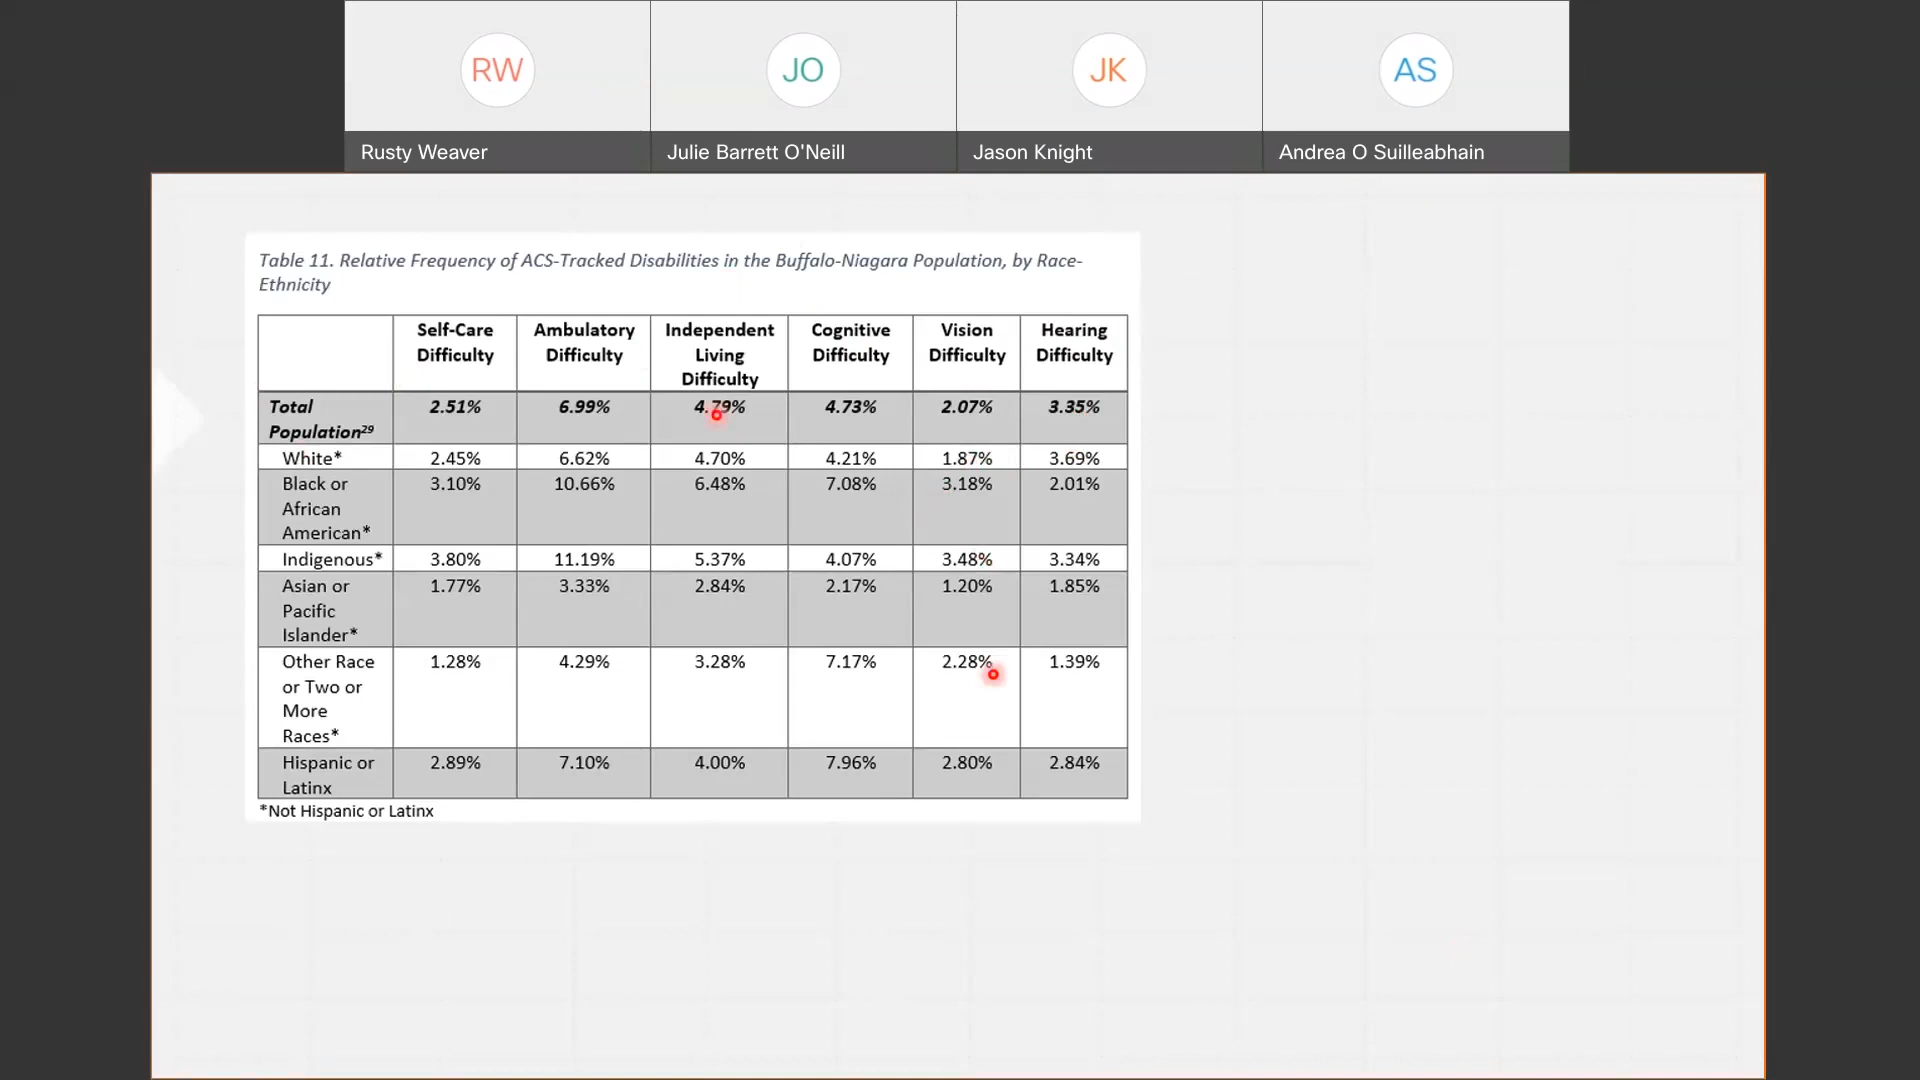 RW
JO
JK
AS
Rusty Weaver
Julie Barrett O'Neill
Jason Knight
Andrea O Suilleabhain
Table 11. Relative Frequency of ACS-Tracked Disabilities in the Buffalo-Niagara Population, by Race-
Ethnicity
Self-Care Ambulatory Independent Cognitive Vision Hearing
Difficulty Difficulty Living Difficulty Difficulty Difficulty
Difficulty
Total 2.51% 6.99% 4.79% 4.73% 2.07% 3.35%
Population29
White* 2.45% 6.62% 4.70% 4.21% 1.87% 3.69%
Black or 3.10% 10.66% 6.48% 7.08% 3.18% 2.01%
African
American*
Indigenous* 3.80% 11.19% 5.37% 4.07% 3.48% 3.34%
Asian or 1.77% 3.33% 2.84% 2.17% 1.20% 1.85%
Pacific
Islander*
Other Race 1.28% 4.29% 3.28% 7.17% 2.28% 1.39%
or Two or
More
Races*
Hispanic or 2.89% 7.10% 4.00% 7.96% 2.80% 2.84%
Latinx
*Not Hispanic or Latinx